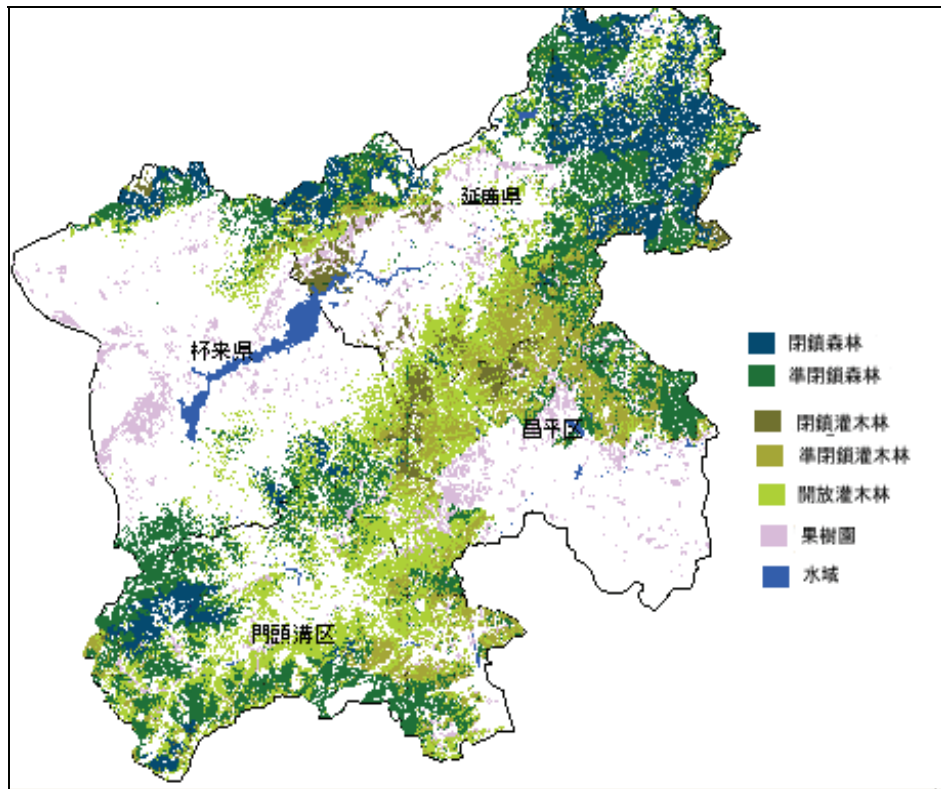 延慶県
杯来県
昌平区
門頭溝区
閉鎖森林
準閉鎖森林
閉鎖灌木林
準閉鎖灌木林
開放灌木林
果樹園
水域